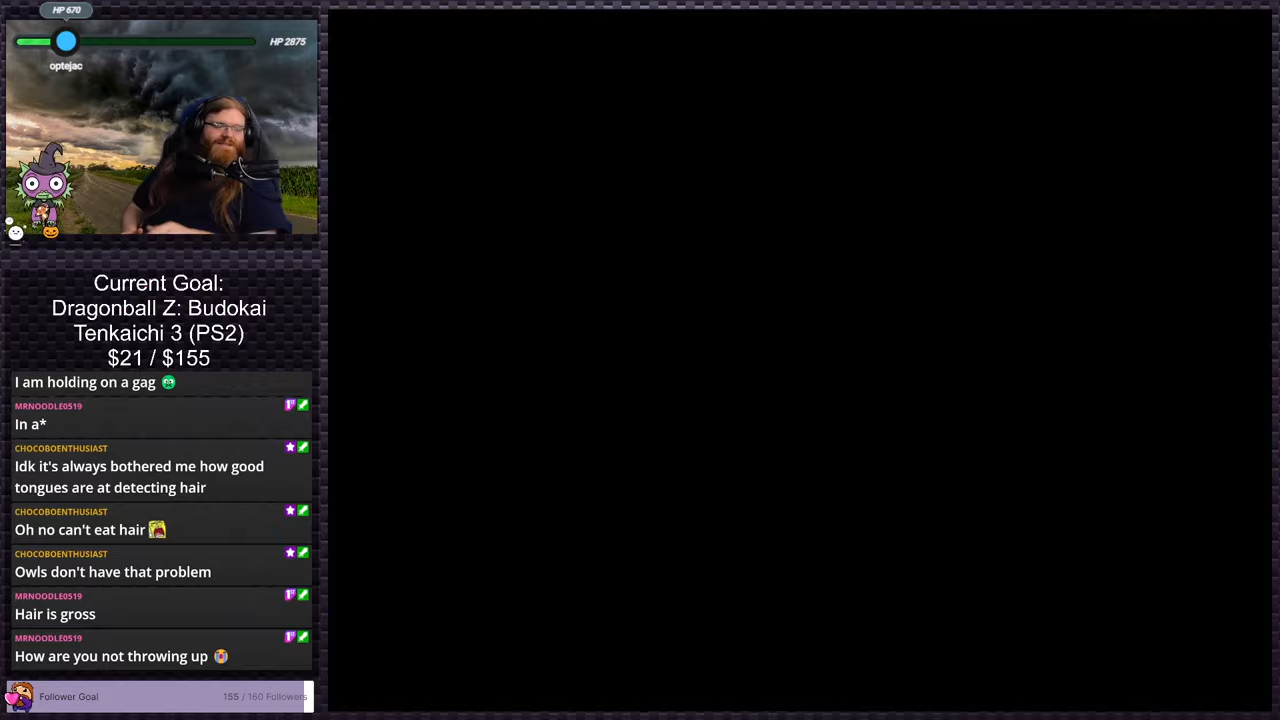 HP 670
HP 2875
optejac
Current Goal:
Dragonball Z: Budokai
Tenkaichi 3 (PS2)
$21 / $155
I am holding on a gag
MRNOODLE0519
In a*
CHOCOBOENTHUSIAST
Idk it's always bothered me how good
tongues are at detecting hair
CHOCOBOENTHUSIAST
Oh no can't eat hair
CHOCOBOENTHUSIAST
Owls don't have that problem
MRNOODLE0519
Hair is gross
MRNOODLE0519
How are you not throwing up
Follower Goal
155 / 160 Followers